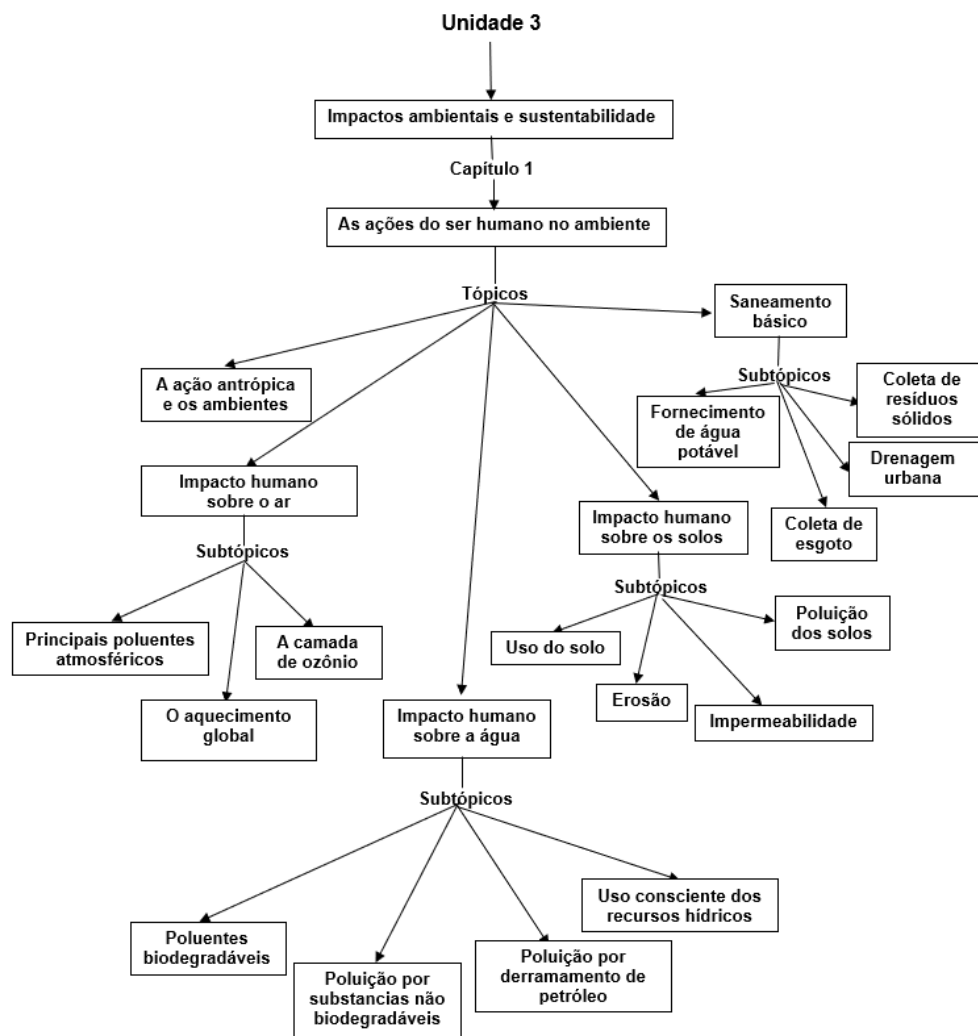 Unidade 3
Impactos ambientais e sustentabilidade
Capítulo 1
As ações do ser humano no ambiente
Tópicos
Saneamento
básico
A ação antrópica
e os ambientes
Subtópicos
Coleta de
resíduos
sólidos
Fornecimento
de água
potável
Drenagem
urbana
Coleta de
esgoto
Impacto humano
sobre o ar
Subtópicos
Principais poluentes
atmosféricos
A camada
de ozônio
O aquecimento
global
Impacto humano
sobre os solos
Subtópicos
Uso do solo
Poluição
dos solos
Erosão
Impermeabilidade
Impacto humano
sobre a água
Subtópicos
Poluentes
biodegradáveis
Poluição por
substancias não
biodegradáveis
Poluição por
derramamento de
petróleo
Uso consciente dos
recursos hídricos